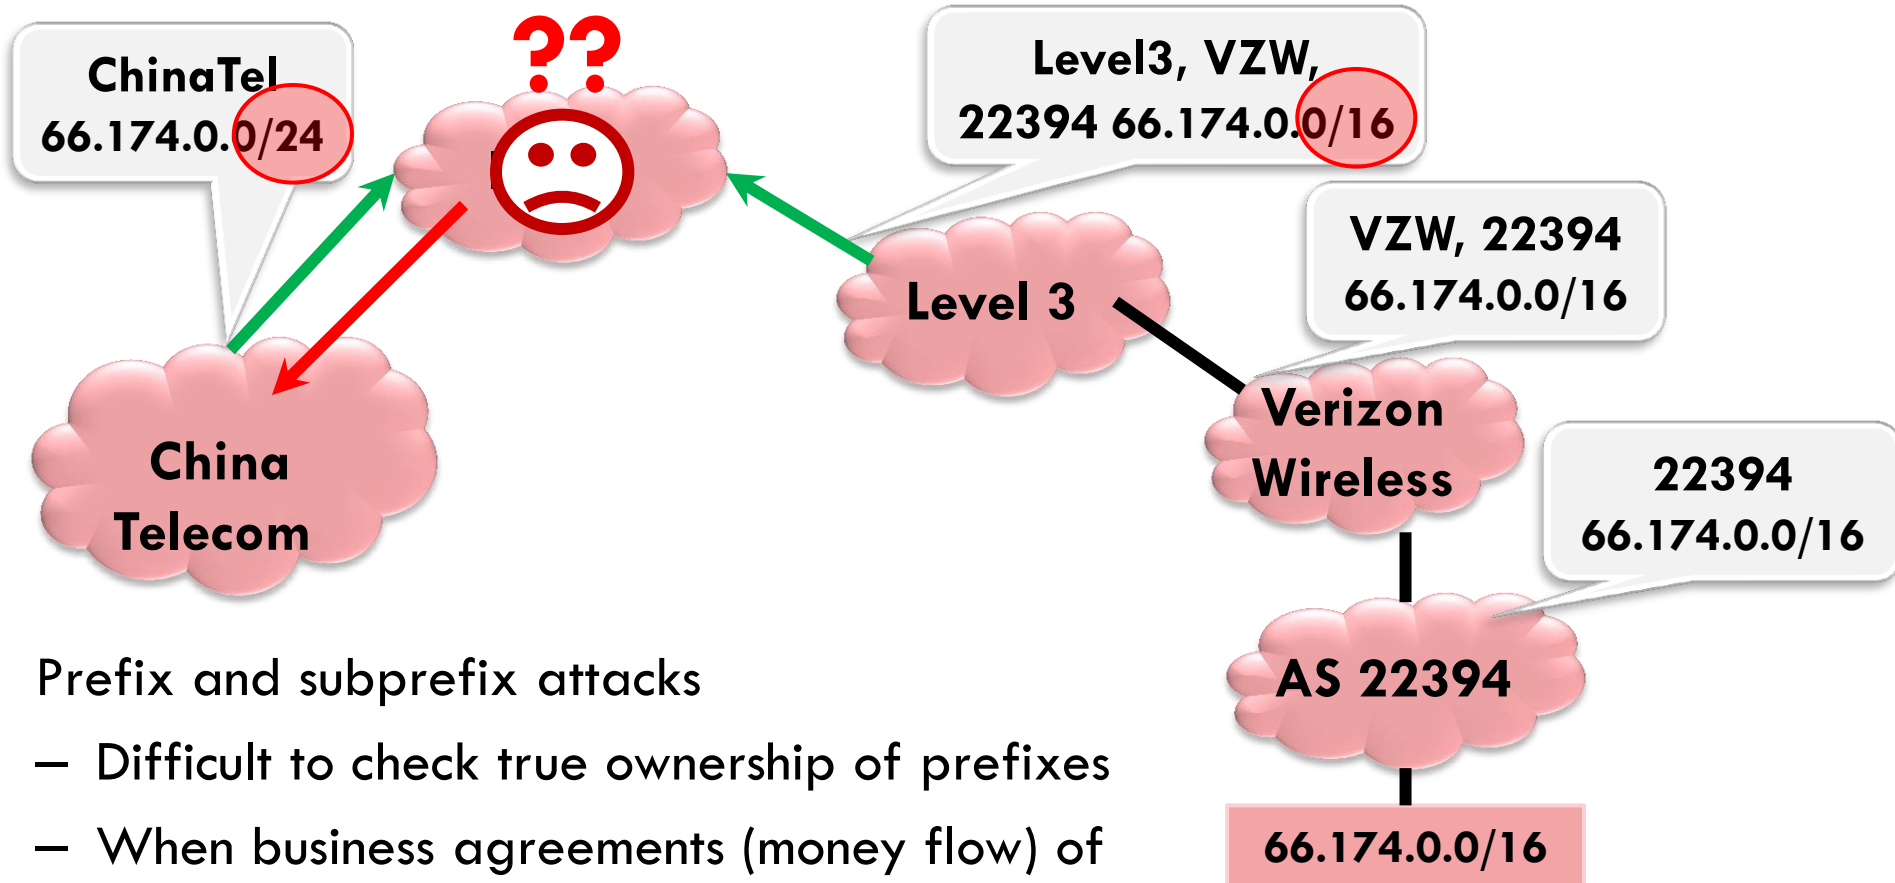 ??
ChinaTel
66.174.0.0/24
Level3, VZW,
22394 66.174.0.0/16
VZW, 22394
66.174.0.0/16
Level 3
Verizon
Wireless
China
Telecom
22394
66.174.0.0/16
AS 22394
Prefix and subprefix attacks
– Difficult to check true ownership of prefixes
– When business agreements (money flow) of
66.174.0.0/16